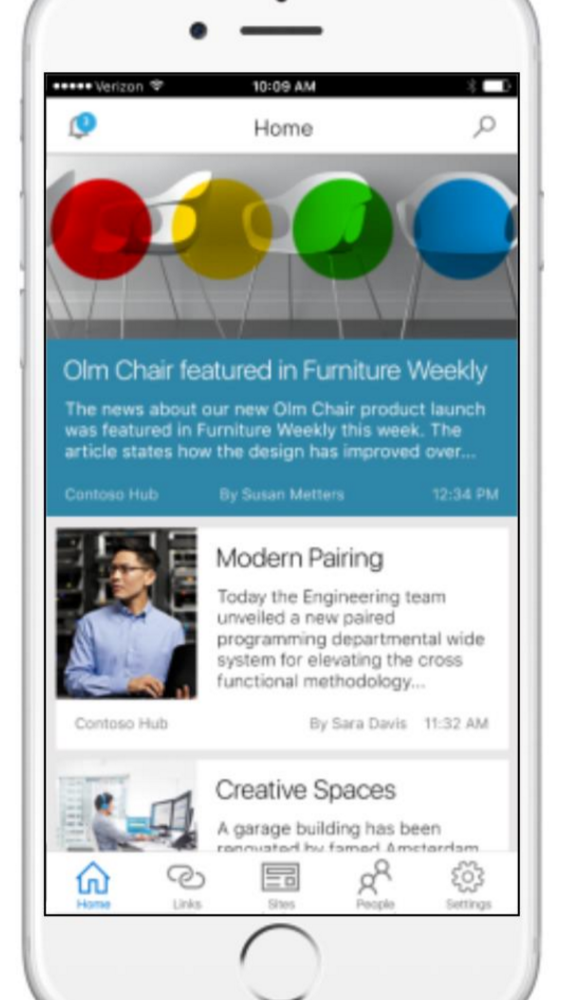 Verizon
10:09 AM
3
Home
Olm Chair featured in Furniture Weekly
The news about our new Olm Chair product launch
was featured in Furniture Weekly this week. The
article states how the design has improved over...
Contoso Hub By Susan Metters 12:34 PM
Modern Pairing
Today the Engineering team
unveiled a new paired
programming departmental wide
system for elevating the cross
functional methodology...
Contoso Hub By Sara Davis 11:32 AM
Creative Spaces
A garage building has been
renovated by famed Amsterdam
Home Links Sites People Settings